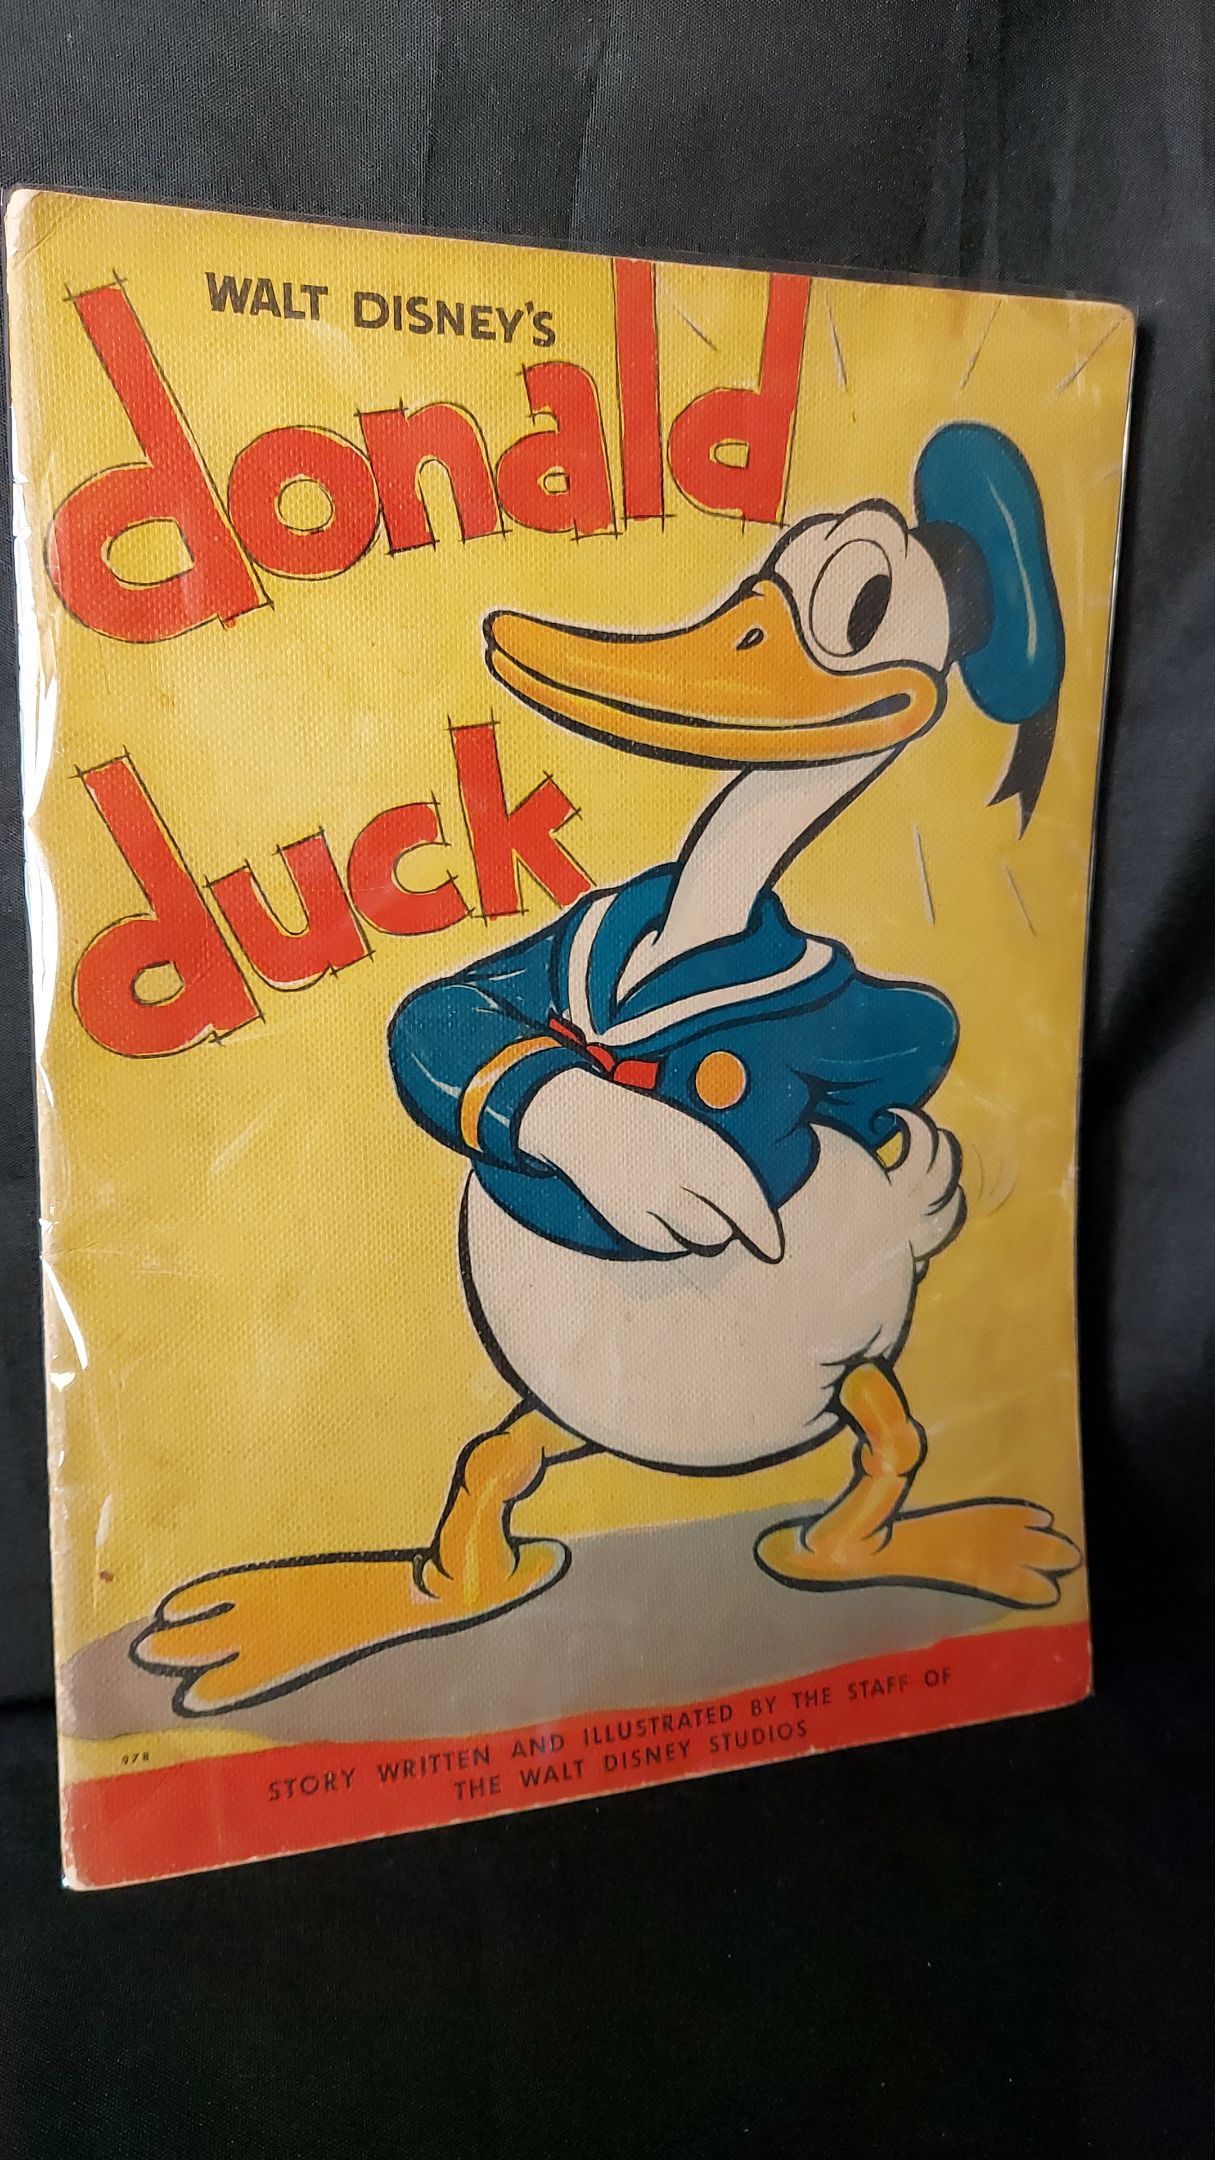 WALT DISNEY'S
donald
duck
978
STORY WRITTEN AND ILLUSTRATED BY THE STAFF OF
THE WALT DISNEY STUDIOS